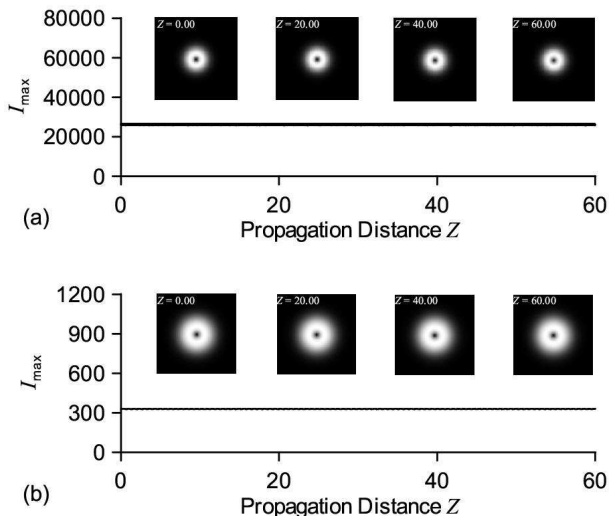 80000
Z = 0.00 Z = 20.00 Z = 40.00 Z = 60.00
60000
I max
40000
20000
0
(a)
0 20 40 60
Propagation Distance Z
1200
Z = 0.00 Z = 20.00 Z = 40.00 Z = 60.00
900
I max
600
300
0
(b)
0 20 40 60
Propagation Distance Z